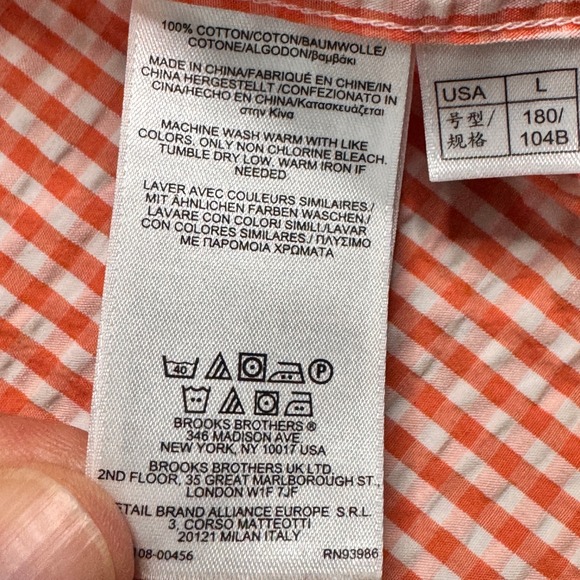 100% COTTON/COTON/BAUMWOLLE/
COTONE/ALGODON/βαμβάκι
MADE IN CHINA/FABRIQUÉ EN CHINE/IN
CHINA HERGESTELLT /CONFEZIONATO IN
CINA/HECHO EN CHINA/Κατασκευάζεται
στην Κίνα
MACHINE WASH WARM WITH LIKE
COLORS. ONLY NON CHLORINE BLEACH.
TUMBLE DRY LOW. WARM IRON IF
NEEDED
LAVER AVEC COULEURS SIMILAIRES./
MIT ÄHNLICHEN FARBEN WASCHEN./
LAVARE CON COLORI SIMILI./LAVAR
CON COLORES SIMILARES./ ΠΛΥΣΙΜΟ
ΜΕ ΠΑΡΟΜΟΙΑ ΧΡΩΜΑΤΑ
40 P
BROOKS BROTHERS ®
346 MADISON AVE
NEW YORK, NY 10017 USA
BROOKS BROTHERS UK LTD
2ND FLOOR, 35 GREAT MARLBOROUGH ST.,
LONDON W1F 7JF
ETAIL BRAND ALLIANCE EUROPE S.R.L.
3, CORSO MATTEOTTI
20121 MILAN ITALY
108-00456 RN93986
USA L
号型/ 180/
规格 104B